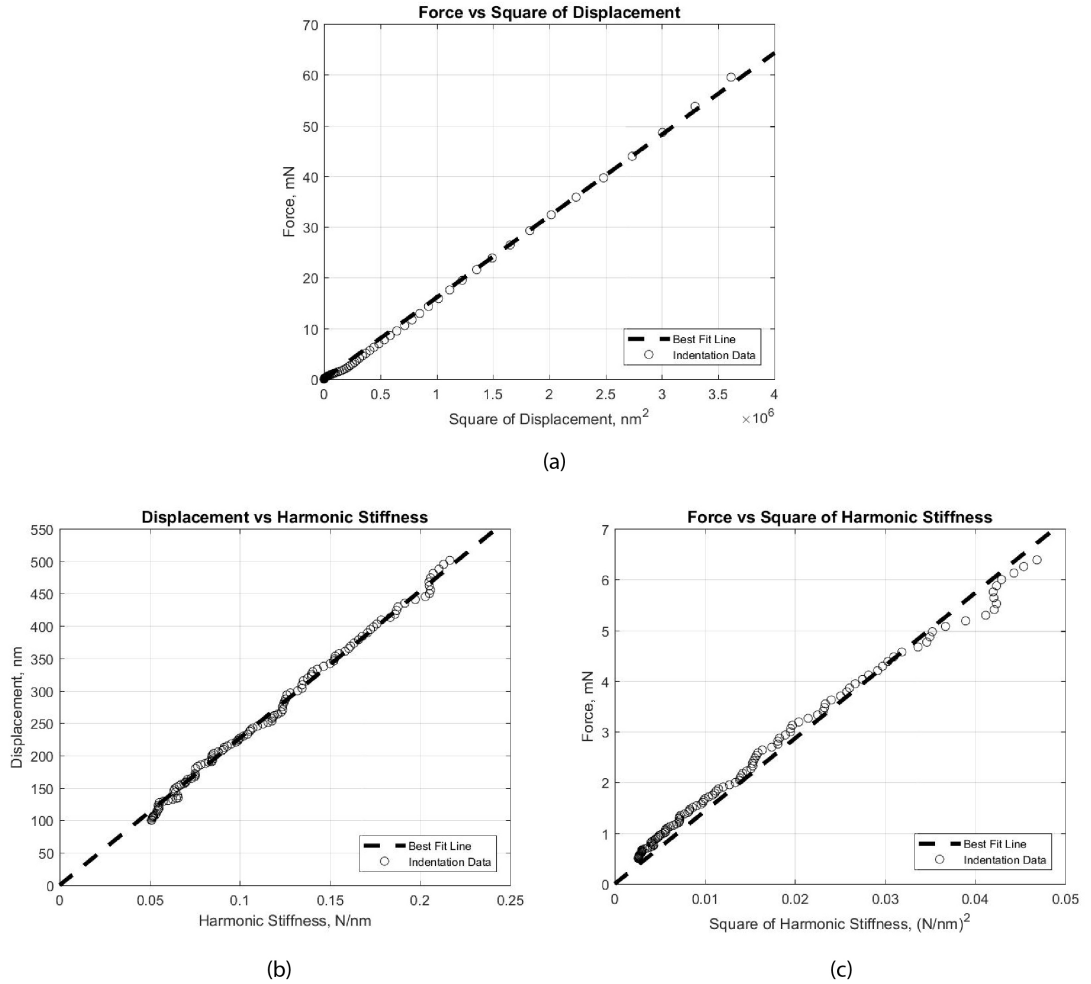 Force vs Square of Displacement
70
60
50
40
30
20
10
0
Force, mN
0 0.5 1 1.5 2 2.5 3 3.5 4
Square of Displacement, nm²
×10⁶
Best Fit Line
Indentation Data
(a)
Displacement vs Harmonic Stiffness
550
500
450
400
350
300
250
200
150
100
50
0
Displacement, nm
0 0.05 0.1 0.15 0.2 0.25
Harmonic Stiffness, N/nm
Best Fit Line
Indentation Data
(b)
Force vs Square of Harmonic Stiffness
7
6
5
4
3
2
1
0
Force, mN
0 0.01 0.02 0.03 0.04 0.05
Square of Harmonic Stiffness, (N/nm)²
Best Fit Line
Indentation Data
(c)